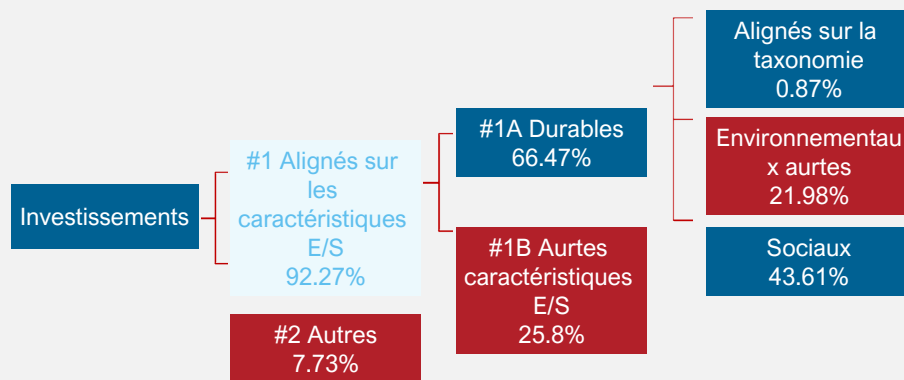 Investissements
#1 Alignés sur
les
caractéristiques
E/S
92.27%
#2 Autres
7.73%
#1A Durables
66.47%
#1B Aurtes
caractéristiques
E/S
25.8%
Alignés sur la
taxonomie
0.87%
Environnementau
x aurtes
21.98%
Sociaux
43.61%